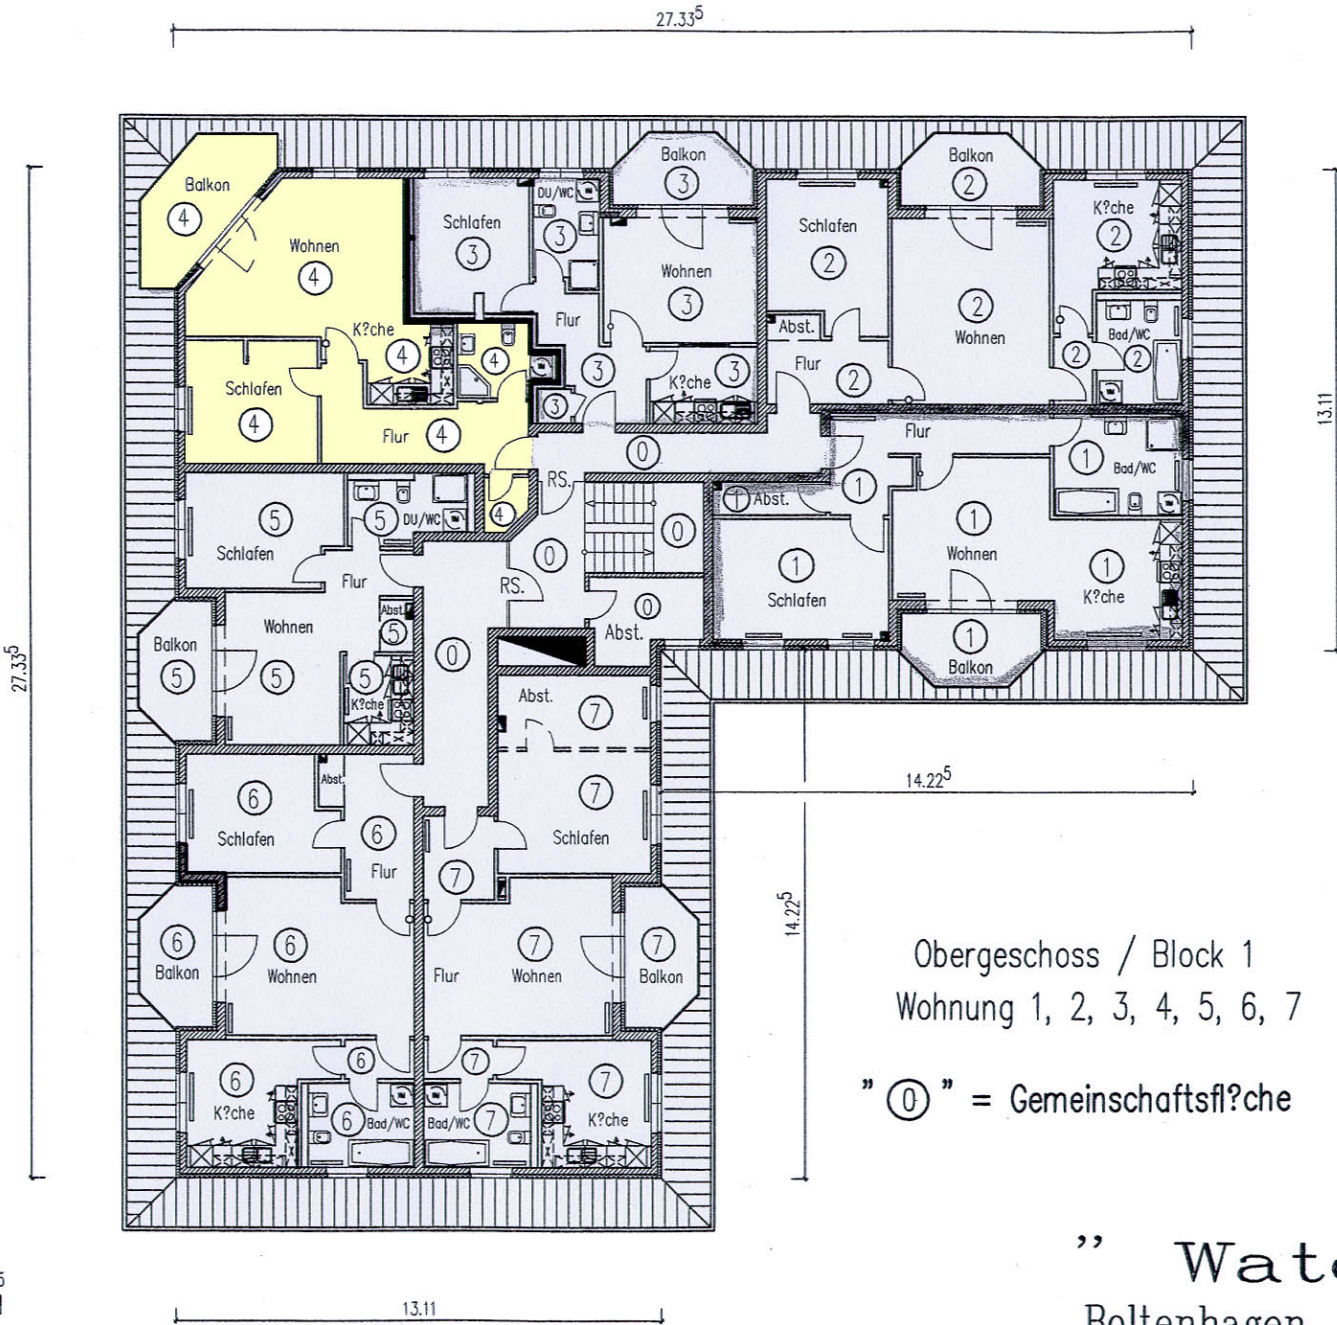 27.33⁵
Balkon
4
Balkon
3
Balkon
2
DU/WC
Wohnen
4
Schlafen
3
3
Wohnen
3
Schlafen
2
2
Wohnen
K?che
2
13.11
27.33⁵
K?che
4
4
Flur
3
K?che
3
3
Abst.
Flur
2
2
Bad/WC
2
Schlafen
4
Flur
4
4
RS.
0
Flur
1
Bad/WC
1
1
Abst.
5
Schlafen
5
DU/WC
Flur
0
0
RS.
0
Abst.
1
Schlafen
1
Wohnen
1
K?che
1
Balkon
Balkon
5
Wohnen
5
Abst.
5
5
K?che
0
Abst.
7
7
Schlafen
14.22⁵
14.22⁵
6
Schlafen
Abst.
6
Flur
7
6
Balkon
6
Wohnen
Flur
7
Wohnen
7
Balkon
6
K?che
6
6
Bad/WC
7
Bad/WC
7
7
K?che
Obergeschoss / Block 1
Wohnung 1, 2, 3, 4, 5, 6, 7
" 0 " = Gemeinschaftsfl?che
13.11
" Wat
Boltenhagen